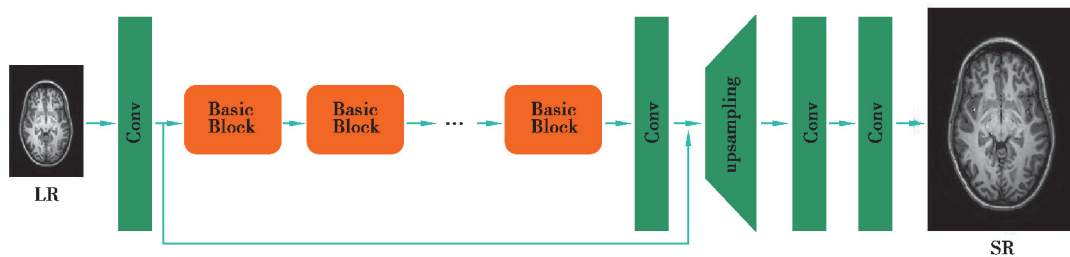 LR
Conv
Basic
Block
Basic
Block
...
Basic
Block
Conv
upsampling
Conv
Conv
SR